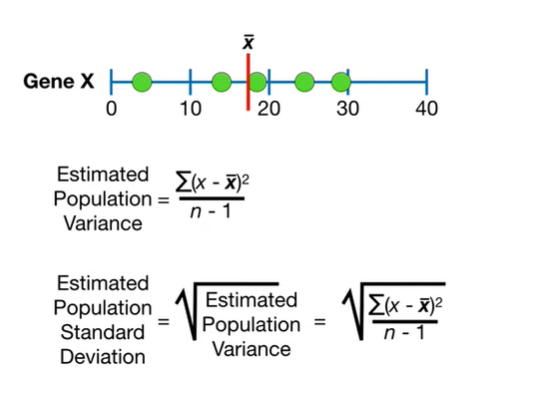 x̄
Gene X
0 10 20 30 40
Estimated
Population =
Variance
∑(x - x̄)²
n - 1
Estimated
Population
Standard =
Deviation
√
Estimated
Population =
Variance
√
∑(x - x̄)²
n - 1